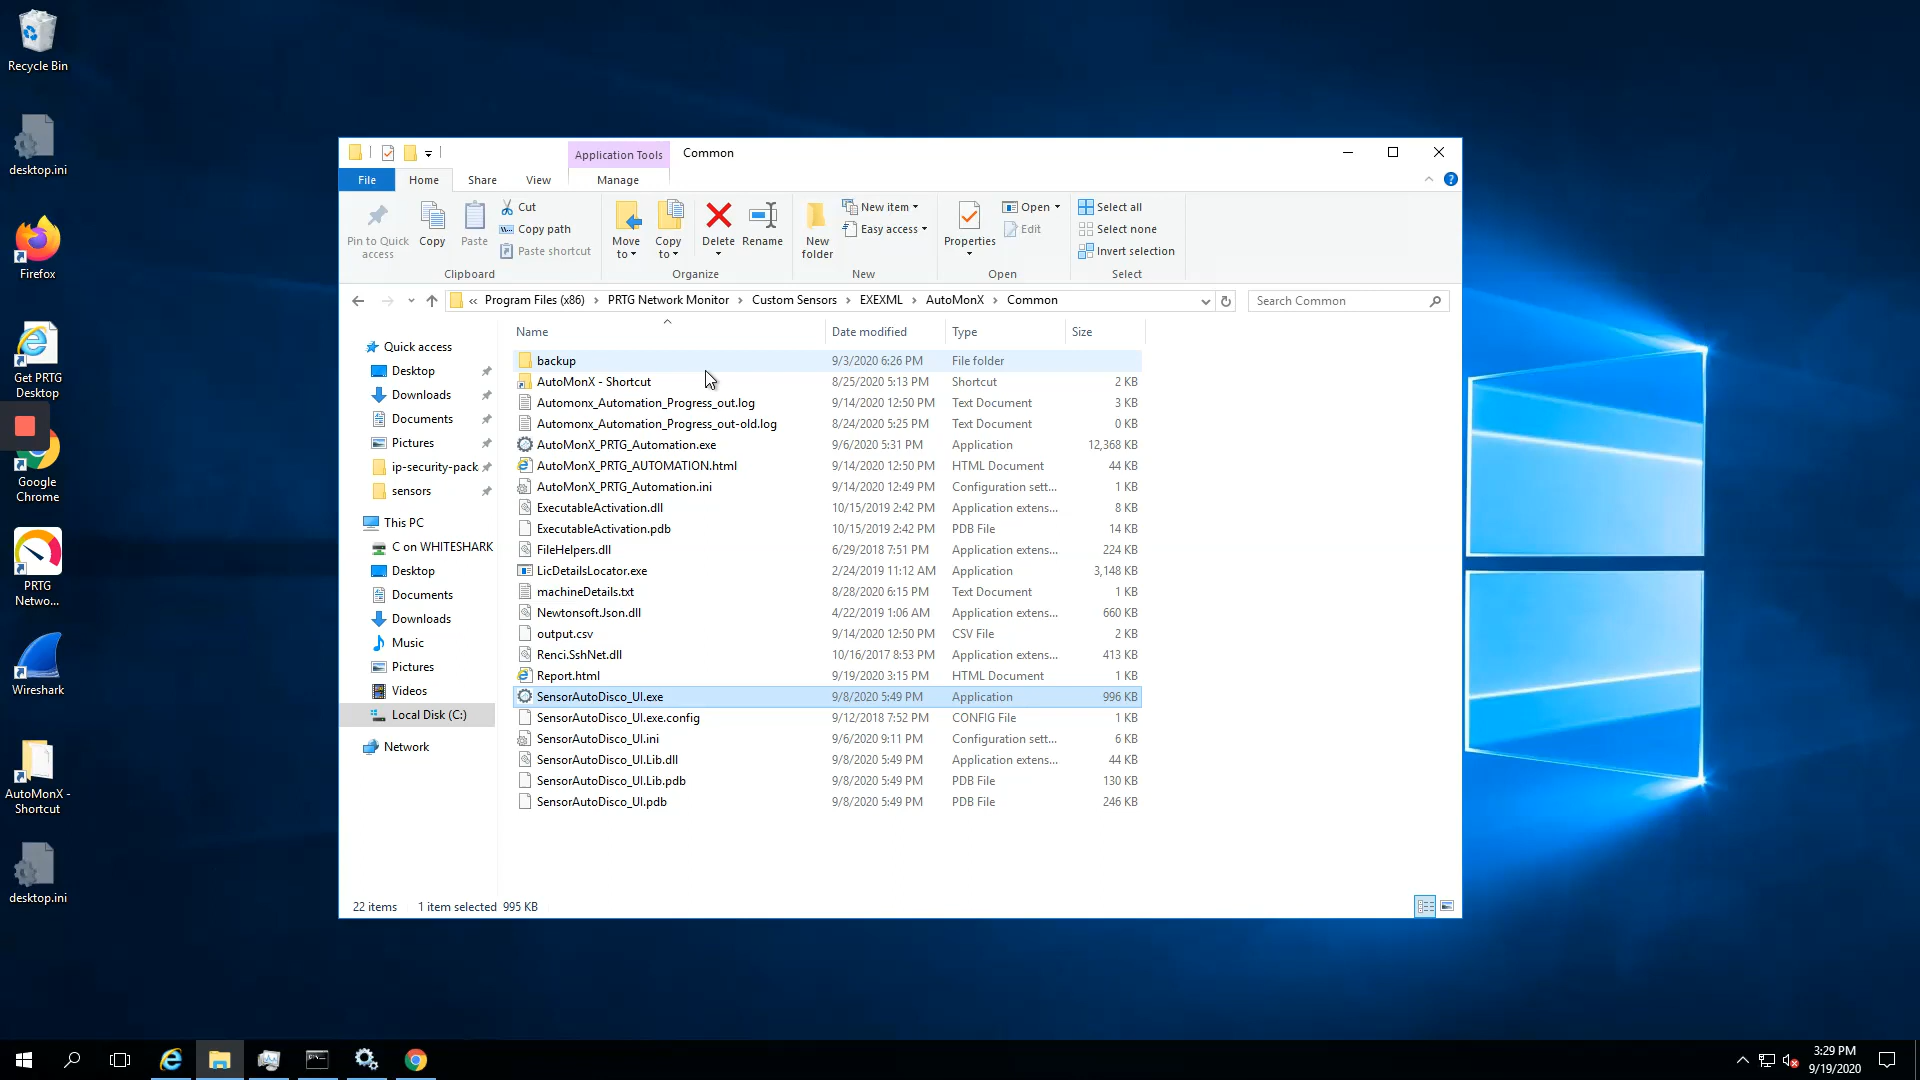 Recycle Bin
desktop.ini
Firefox
Get PRTG
Desktop
Google
Chrome
PRTG
Netwo...
Wireshark
AutoMonX -
Shortcut
desktop.ini
Application Tools
Common
File
Home
Share
View
Manage
Pin to Quick
access
Copy
Paste
Cut
Copy path
Paste shortcut
Clipboard
Move
to
Copy
to
Delete
Rename
Organize
New
folder
New item
Easy access
New
Properties
Open
Edit
Open
Select all
Select none
Invert selection
Select
« Program Files (x86) > PRTG Network Monitor > Custom Sensors > EXEXML > AutoMonX > Common
Search Common
Quick access
Desktop
Downloads
Documents
Pictures
ip-security-pack
sensors
This PC
C on WHITESHARK
Desktop
Documents
Downloads
Music
Pictures
Videos
Local Disk (C:)
Network
Name Date modified Type Size
backup 9/3/2020 6:26 PM File folder
AutoMonX - Shortcut 8/25/2020 5:13 PM Shortcut 2 KB
Automonx_Automation_Progress_out.log 9/14/2020 12:50 PM Text Document 3 KB
Automonx_Automation_Progress_out-old.log 8/24/2020 5:25 PM Text Document 0 KB
AutoMonX_PRTG_Automation.exe 9/6/2020 5:31 PM Application 12,368 KB
AutoMonX_PRTG_AUTOMATION.html 9/14/2020 12:50 PM HTML Document 44 KB
AutoMonX_PRTG_Automation.ini 9/14/2020 12:49 PM Configuration sett... 1 KB
ExecutableActivation.dll 10/15/2019 2:42 PM Application extens... 8 KB
ExecutableActivation.pdb 10/15/2019 2:42 PM PDB File 14 KB
FileHelpers.dll 6/29/2018 7:51 PM Application extens... 224 KB
LicDetailsLocator.exe 2/24/2019 11:12 AM Application 3,148 KB
machineDetails.txt 8/28/2020 6:15 PM Text Document 1 KB
Newtonsoft.Json.dll 4/22/2019 1:06 AM Application extens... 660 KB
output.csv 9/14/2020 12:50 PM CSV File 2 KB
Renci.SshNet.dll 10/16/2017 8:53 PM Application extens... 413 KB
Report.html 9/19/2020 3:15 PM HTML Document 1 KB
SensorAutoDisco_UI.exe 9/8/2020 5:49 PM Application 996 KB
SensorAutoDisco_UI.exe.config 9/12/2018 7:52 PM CONFIG File 1 KB
SensorAutoDisco_UI.ini 9/6/2020 9:11 PM Configuration sett... 6 KB
SensorAutoDisco_UI.Lib.dll 9/8/2020 5:49 PM Application extens... 44 KB
SensorAutoDisco_UI.Lib.pdb 9/8/2020 5:49 PM PDB File 130 KB
SensorAutoDisco_UI.pdb 9/8/2020 5:49 PM PDB File 246 KB
22 items 1 item selected 995 KB
3:29 PM
9/19/2020